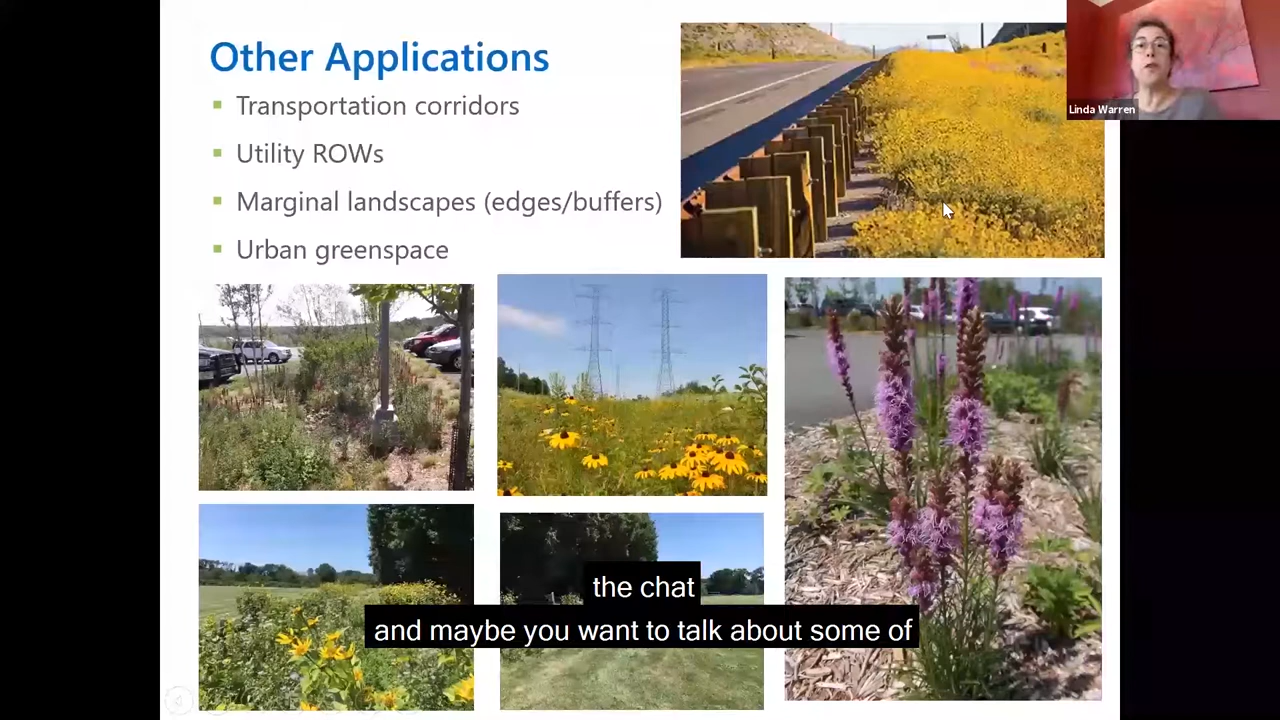 Other Applications
Transportation corridors
Utility ROWs
Marginal landscapes (edges/buffers)
Urban greenspace
Linda Warren
the chat
and maybe you want to talk about some of